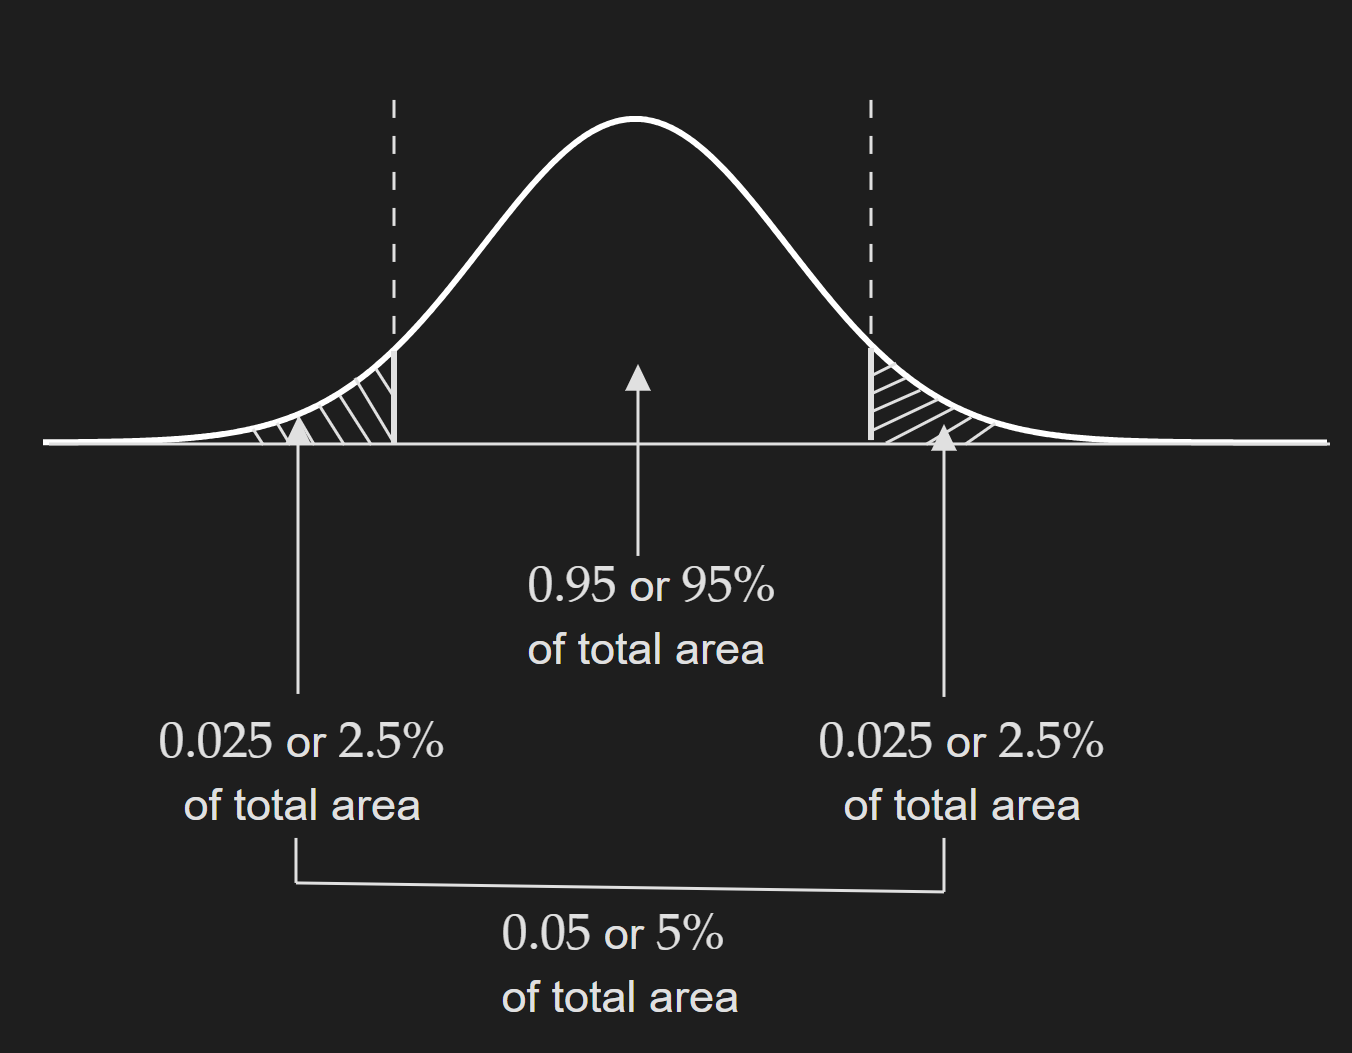 0.95 or 95%
of total area
0.025 or 2.5%
of total area
0.025 or 2.5%
of total area
0.05 or 5%
of total area